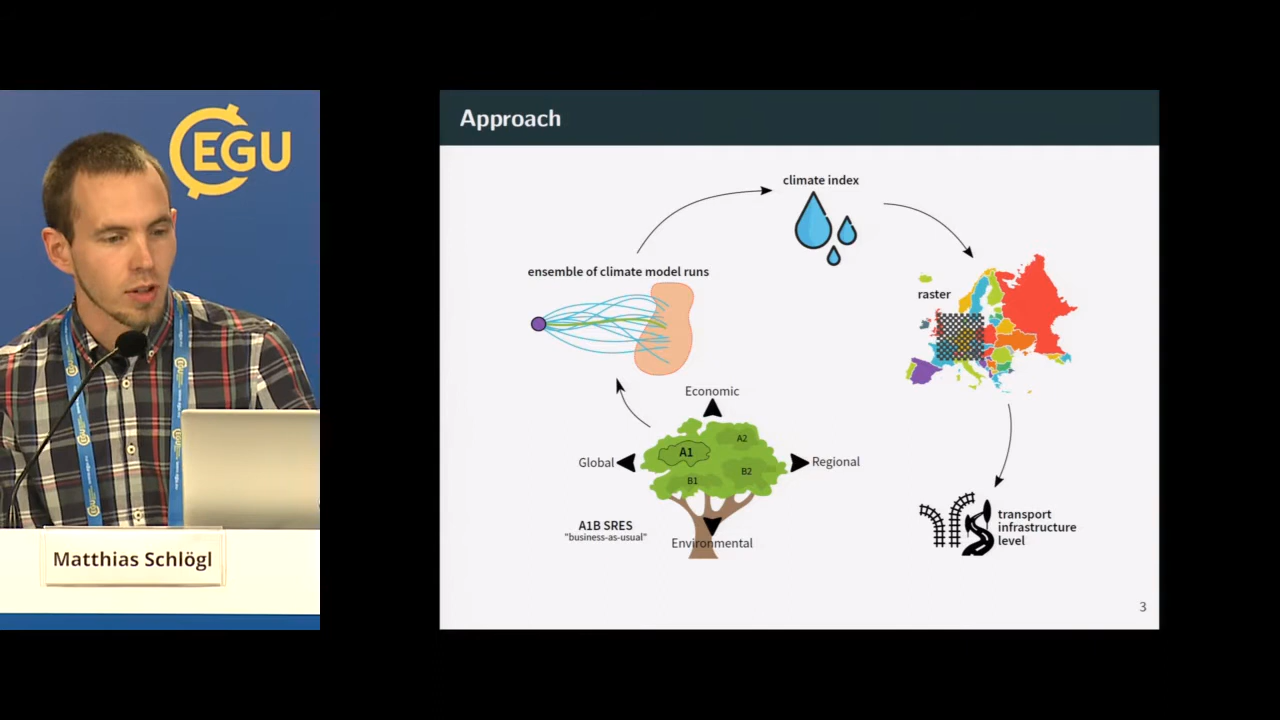 EGU
Matthias Schlögl
Approach
climate index
ensemble of climate model runs
raster
Economic
A2
A1
Global
Regional
B2
B1
A1B SRES
"business-as-usual"
Environmental
transport
infrastructure
level
3